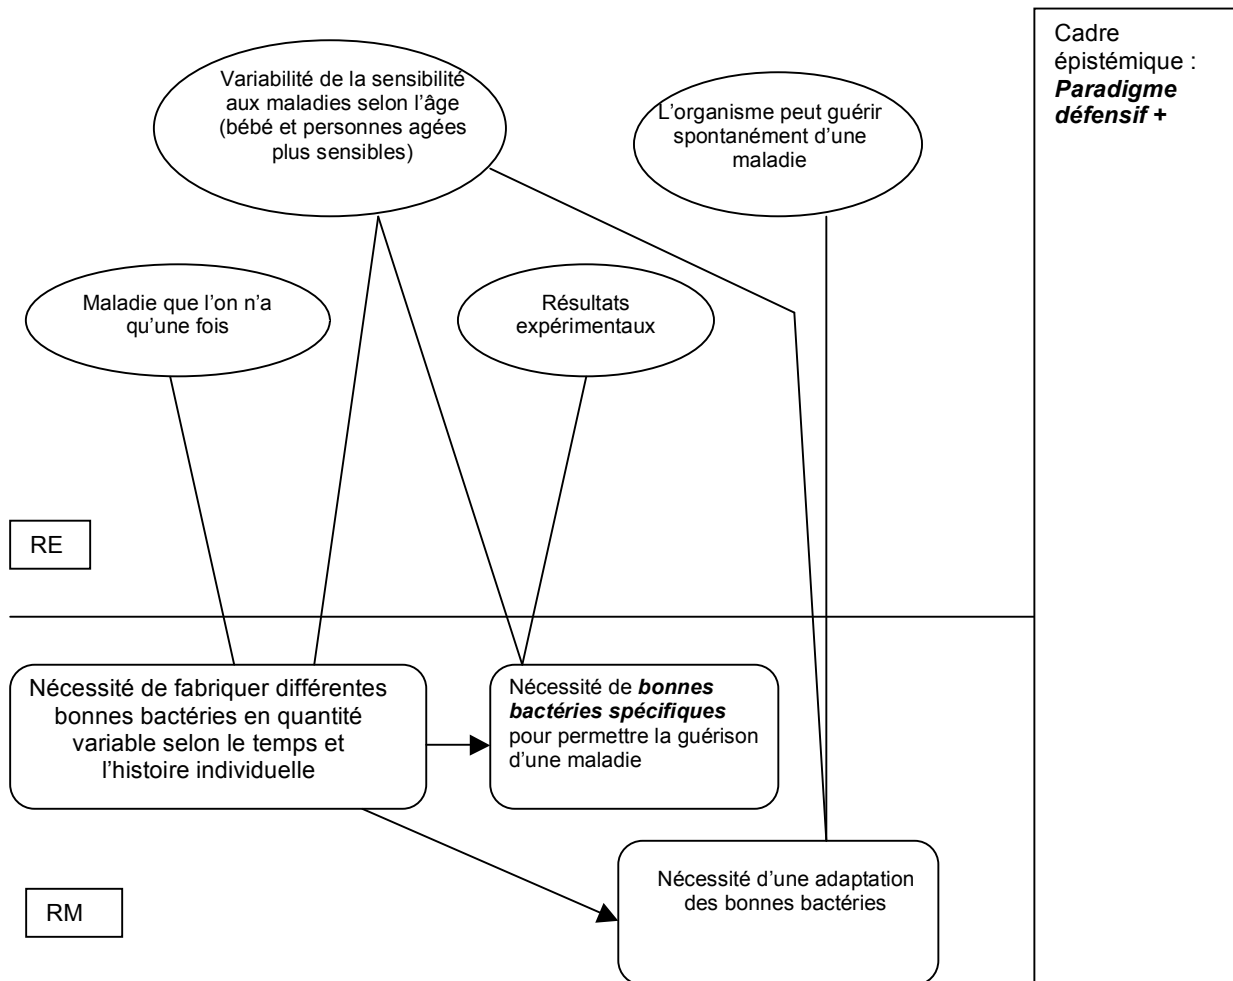 Variabilité de la sensibilité
aux maladies selon l'âge
(bébé et personnes agées
plus sensibles)
L'organisme peut guérir
spontanément d'une
maladie
Cadre
épistémique :
Paradigme
défensif +
Maladie que l'on n'a
qu'une fois
Résultats
expérimentaux
RE
Nécessité de fabriquer différentes
bonnes bactéries en quantité
variable selon le temps et
l'histoire individuelle
Nécessité de bonnes
bactéries spécifiques
pour permettre la guérison
d'une maladie
Nécessité d'une adaptation
des bonnes bactéries
RM